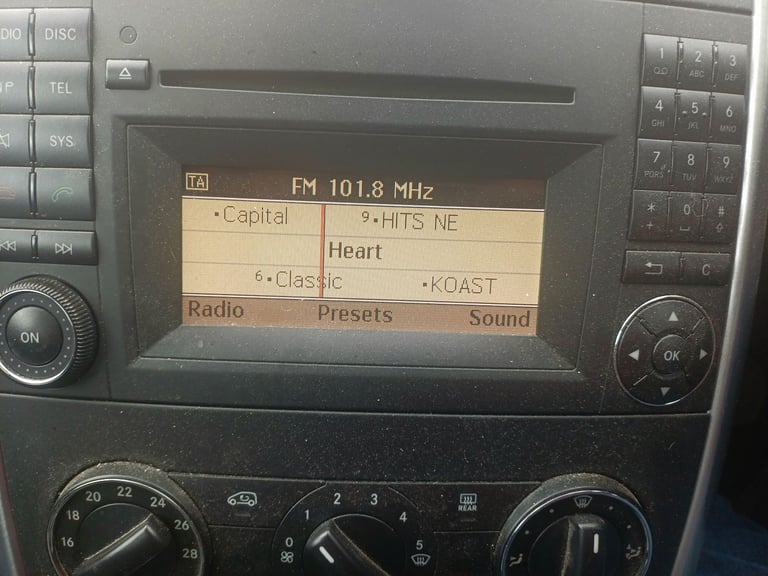 DISC
TEL
SYS
TA FM 101.8 MHz
Capital 9 HITS NE
Heart
6 Classic KOAST
Radio Presets Sound
ON
1 2 ABC 3 DEF
4 GHI 5 JKL 6 MNO
7 PQRS 8 TUV 9 WXYZ
* + 0 #
C
OK
16 18 20 22 24 26 28
0 1 2 3 4 5
REAR